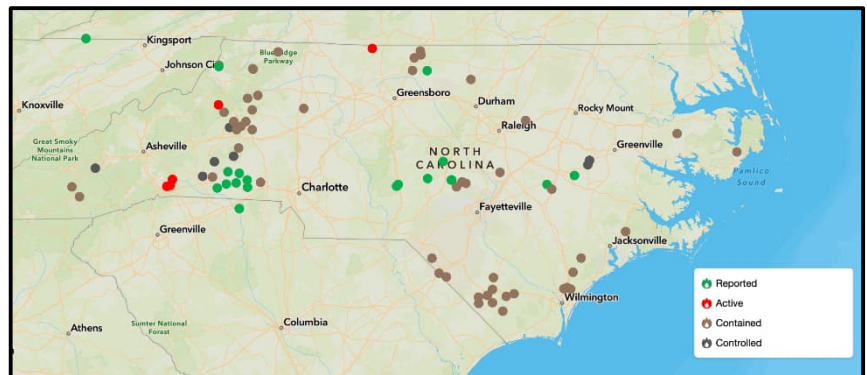 Kingsport
Johnson Ci
Blue Ridge
Parkway
Knoxville
Greensboro
Durham
Rocky Mount
Raleigh
Greenville
Great Smoky
Mountains
National Park
Asheville
NORTH
CAROLINA
Pamlico
Sound
Charlotte
Fayetteville
Greenville
Jacksonville
Wilmington
Athens
Sumter National
Forest
Columbia
Reported
Active
Contained
Controlled